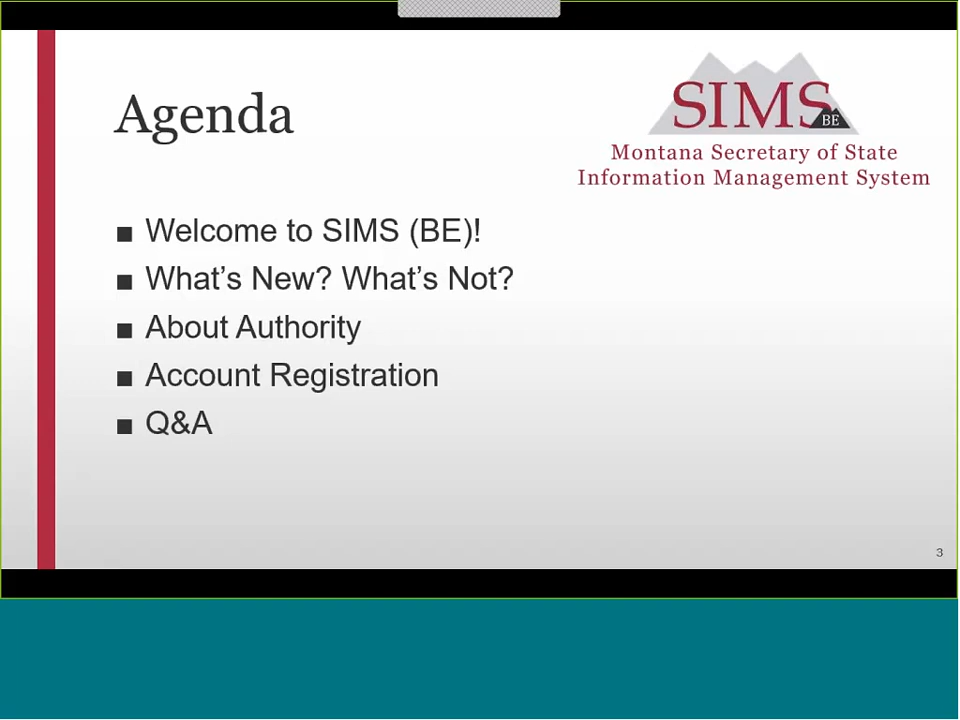 Agenda
SIMS
BE
Montana Secretary of State
Information Management System
■ Welcome to SIMS (BE)!
■ What's New? What's Not?
■ About Authority
■ Account Registration
■ Q&A
3